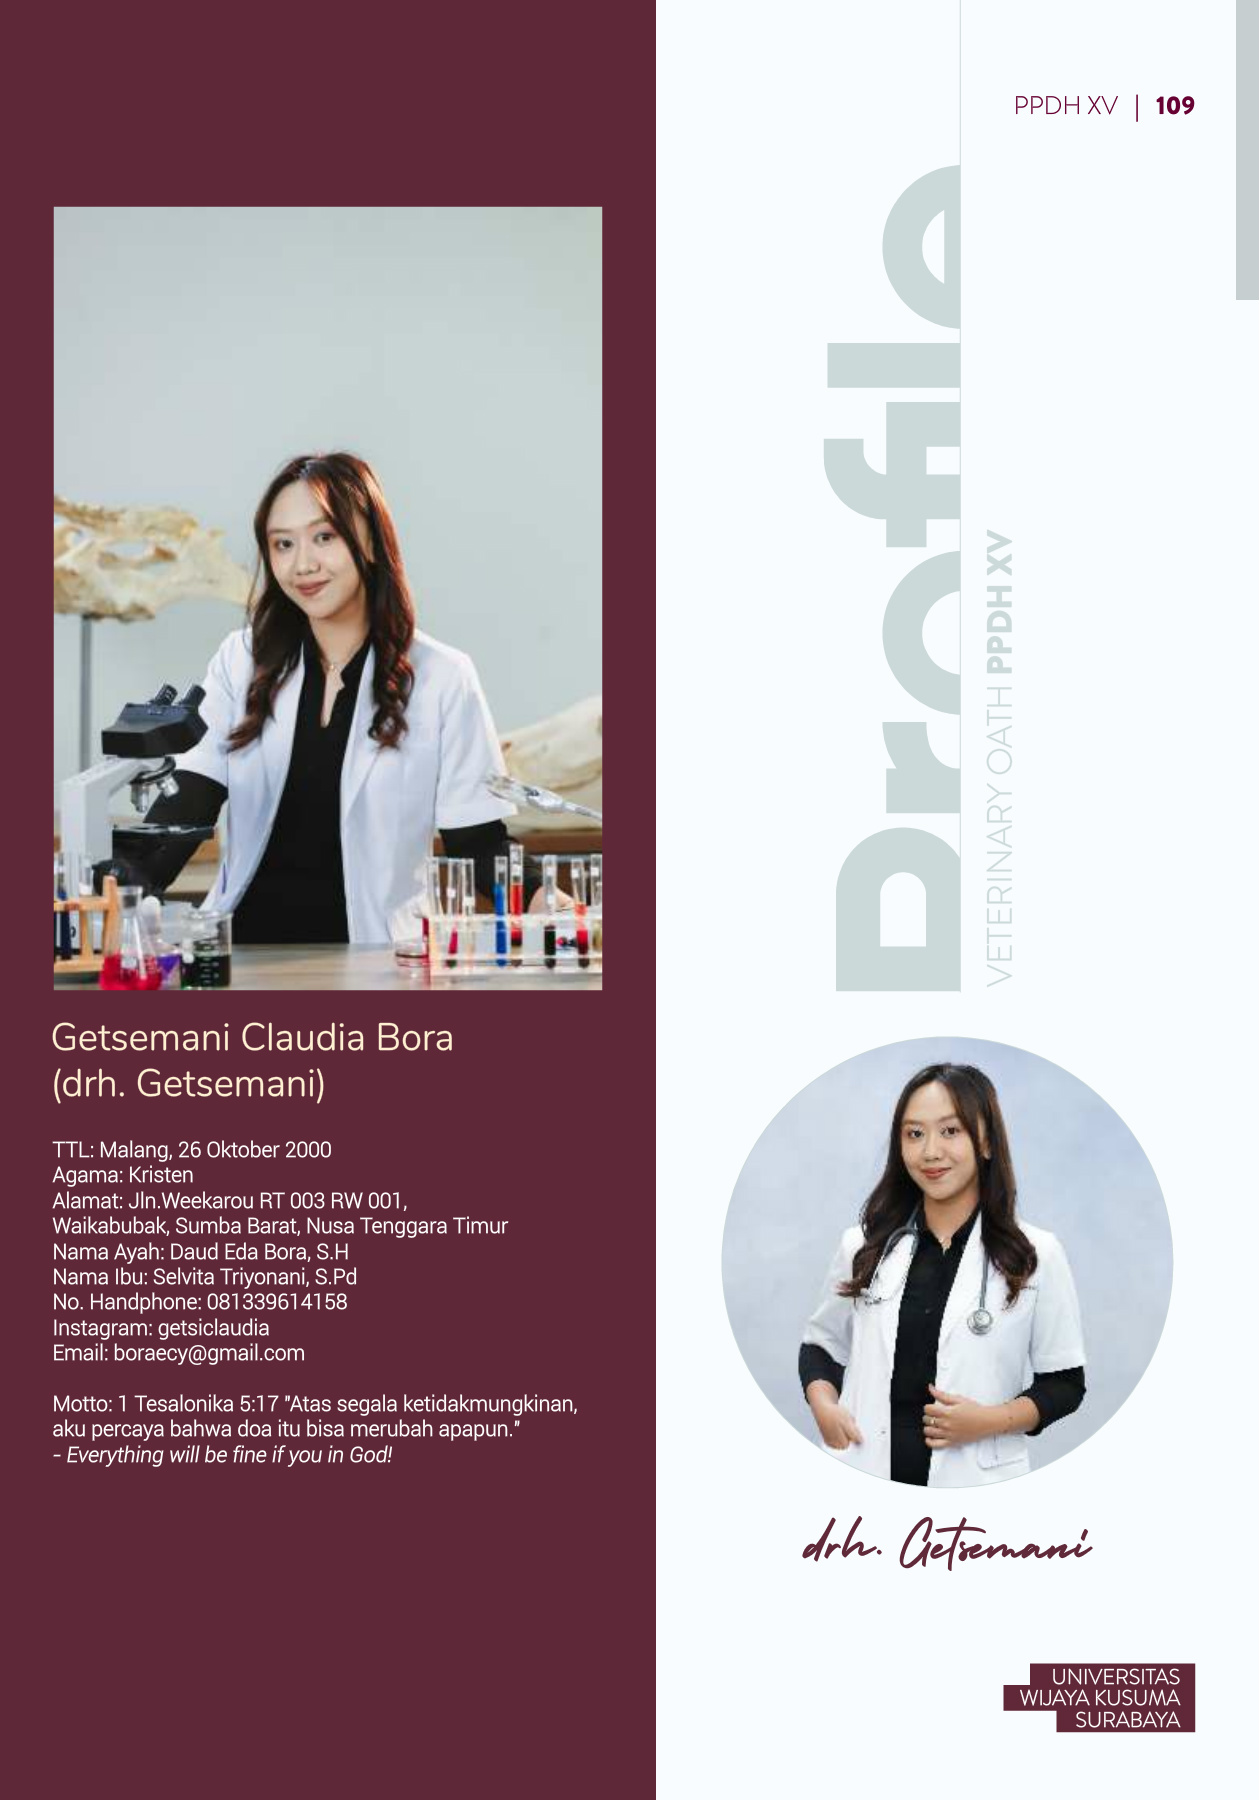 PPDH XV | 109
Profile
VETERINARY OATH PPDH XV
Getsemani Claudia Bora
(drh. Getsemani)
TTL: Malang, 26 Oktober 2000
Agama: Kristen
Alamat: Jln.Weekarou RT 003 RW 001,
Waikabubak, Sumba Barat, Nusa Tenggara Timur
Nama Ayah: Daud Eda Bora, S.H
Nama Ibu: Selvita Triyonani, S.Pd
No. Handphone: 081339614158
Instagram: getsiclaudia
Email: boraecy@gmail.com
Motto: 1 Tesalonika 5:17 "Atas segala ketidakmungkinan,
aku percaya bahwa doa itu bisa merubah apapun."
- Everything will be fine if you in God!
drh. Getsemani
UNIVERSITAS
WIJAYA KUSUMA
SURABAYA